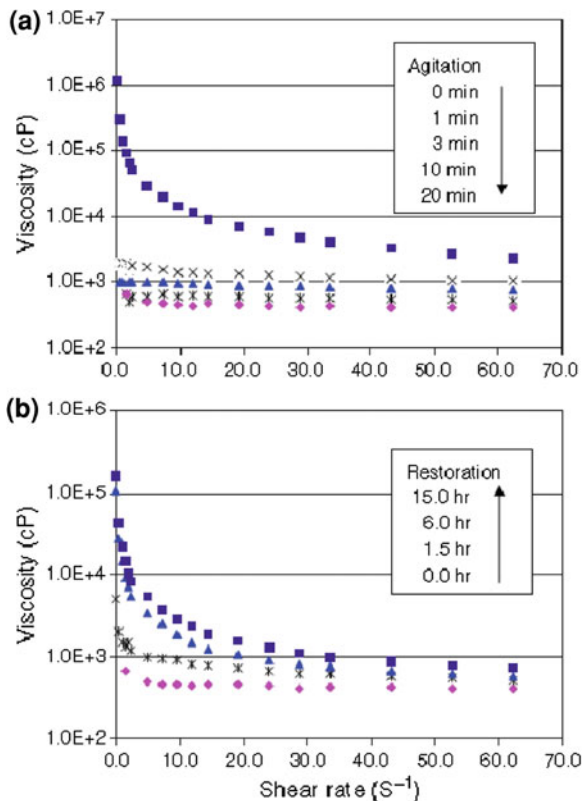 (a)
1.0E+7
1.0E+6
1.0E+5
1.0E+4
1.0E+3
1.0E+2
Viscosity (cP)
Agitation
0 min
1 min
3 min
10 min
20 min
0.0 10.0 20.0 30.0 40.0 50.0 60.0 70.0
(b)
1.0E+6
1.0E+5
1.0E+4
1.0E+3
1.0E+2
Viscosity (cP)
Restoration
15.0 hr
6.0 hr
1.5 hr
0.0 hr
0.0 10.0 20.0 30.0 40.0 50.0 60.0 70.0
Shear rate (S⁻¹)